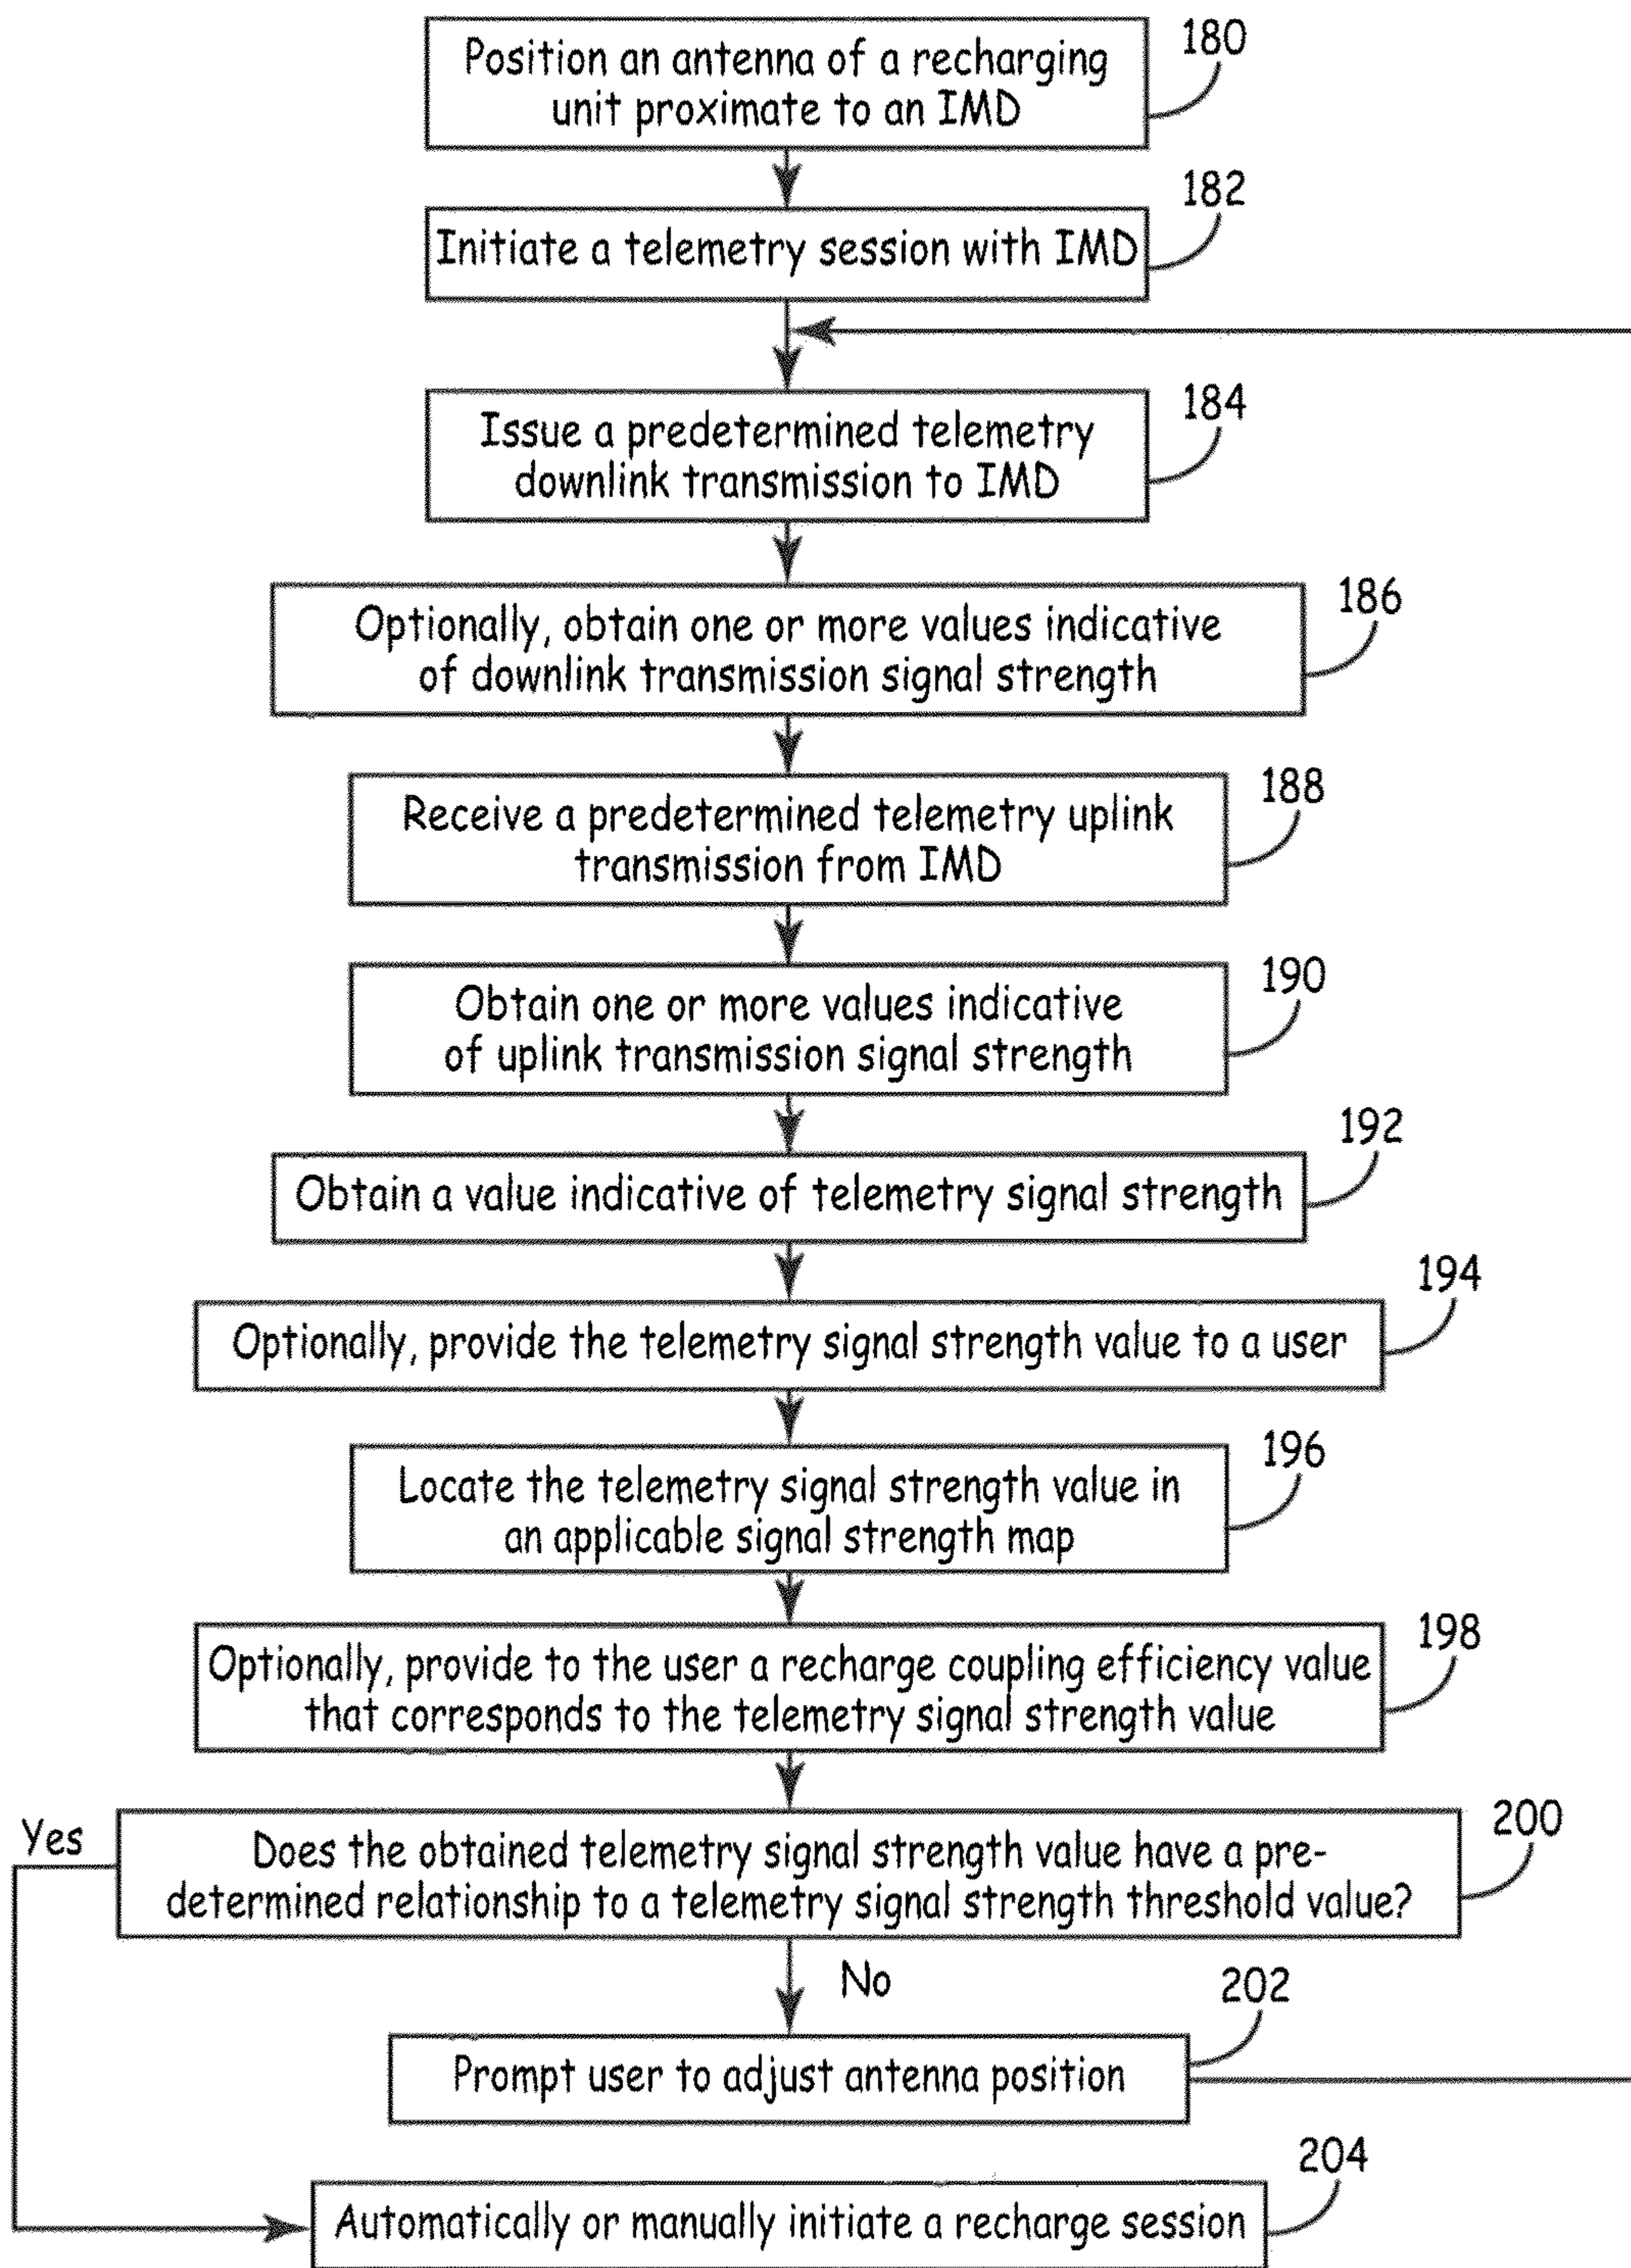 Position an antenna of a recharging
unit proximate to an IMD
180
Initiate a telemetry session with IMD
182
Issue a predetermined telemetry
downlink transmission to IMD
184
Optionally, obtain one or more values indicative
of downlink transmission signal strength
186
Receive a predetermined telemetry uplink
transmission from IMD
188
Obtain one or more values indicative
of uplink transmission signal strength
190
Obtain a value indicative of telemetry signal strength
192
Optionally, provide the telemetry signal strength value to a user
194
Locate the telemetry signal strength value in
an applicable signal strength map
196
Optionally, provide to the user a recharge coupling efficiency value
that corresponds to the telemetry signal strength value
198
Yes
Does the obtained telemetry signal strength value have a pre-
determined relationship to a telemetry signal strength threshold value?
200
No
Prompt user to adjust antenna position
202
Automatically or manually initiate a recharge session
204